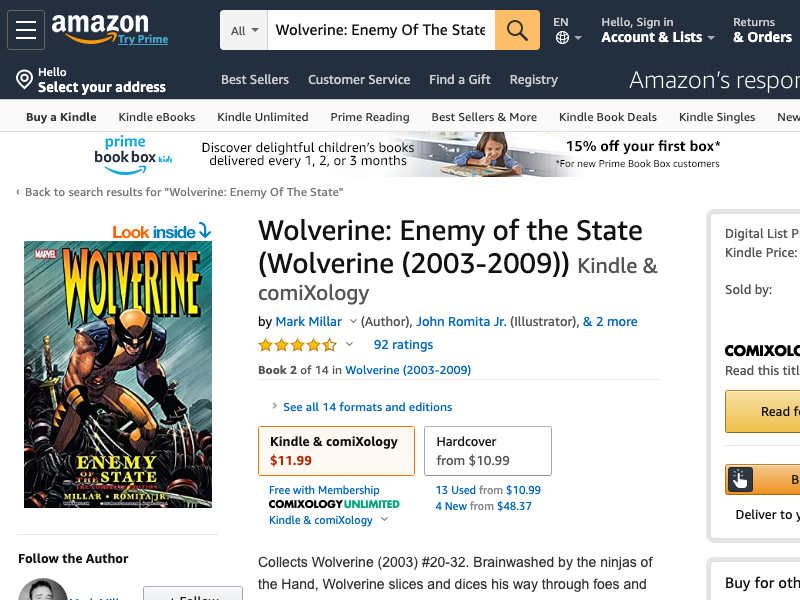 amazon
Try Prime
All
Wolverine: Enemy Of The State
EN
Hello, Sign in
Account & Lists
Returns
& Orders
Hello
Select your address
Best Sellers
Customer Service
Find a Gift
Registry
Amazon's
Buy a Kindle
Kindle eBooks
Kindle Unlimited
Prime Reading
Best Sellers & More
Kindle Book Deals
Kindle Singles
prime
book box kids
Discover delightful children's books
delivered every 1, 2, or 3 months
15% off your first box*
*For new Prime Book Box customers
‹ Back to search results for "Wolverine: Enemy Of The State"
Look inside
MARVEL
WOLVERINE
ENEMY
OF THE STATE
THE COMPLETE EDITION
MILLAR • ROMITA JR.
Wolverine: Enemy of the State
(Wolverine (2003-2009)) Kindle &
comiXology
by Mark Millar (Author), John Romita Jr. (Illustrator), & 2 more
92 ratings
Book 2 of 14 in Wolverine (2003-2009)
See all 14 formats and editions
Kindle & comiXology
$11.99
Hardcover
from $10.99
Free with Membership
COMIXOLOGY UNLIMITED
Kindle & comiXology
13 Used from $10.99
4 New from $48.37
Collects Wolverine (2003) #20-32. Brainwashed by the ninjas of
the Hand, Wolverine slices and dices his way through foes and
Follow the Author
+ Follow
Digital List
Kindle Price:
Sold by:
Read this
Read
Deliver to
Buy for